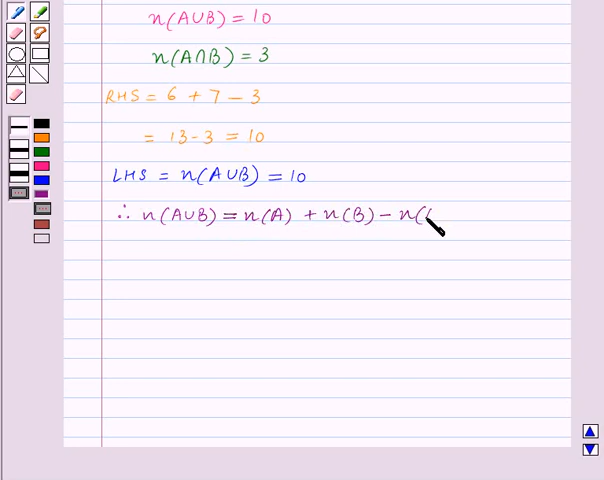 n(A∪B) = 10
n(A∩B) = 3
RHS = 6 + 7 - 3
= 13 - 3 = 10
LHS = n(A∪B) = 10
∴ n(A∪B) = n(A) + n(B) - n(